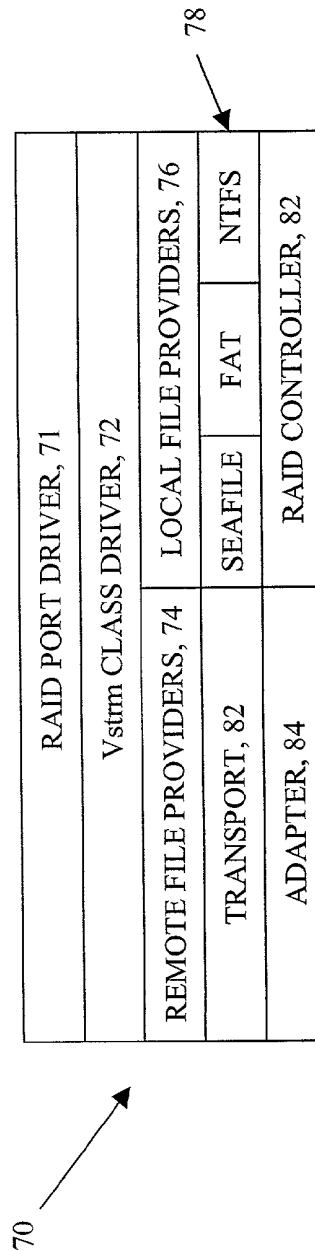 70
RAID PORT DRIVER, 71
Vstrm CLASS DRIVER, 72
REMOTE FILE PROVIDERS, 74
LOCAL FILE PROVIDERS, 76
TRANSPORT, 82
SEAFILE
FAT
NTFS
78
ADAPTER, 84
RAID CONTROLLER, 82